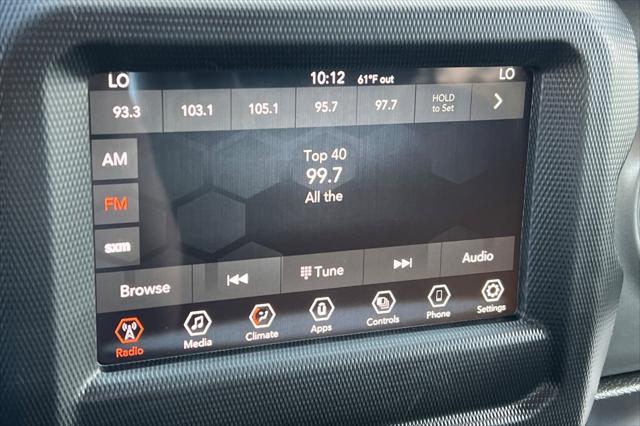 LO 10:12 61°F out LO
93.3 103.1 105.1 95.7 97.7 HOLD
to Set
AM
Top 40
99.7
FM
All the
sxm
Browse Tune Audio
Radio Media Climate Apps Controls Phone Settings